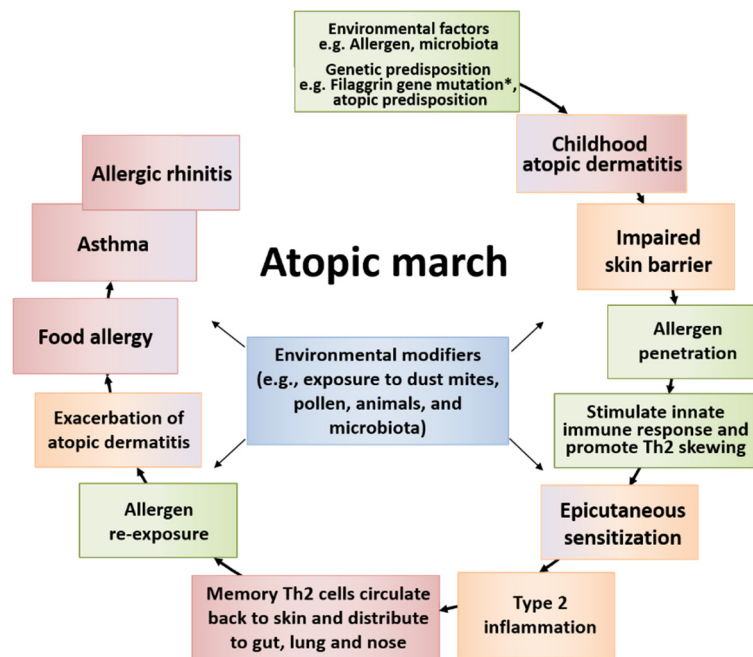 Environmental factors
e.g. Allergen, microbiota
Genetic predisposition
e.g. Filaggrin gene mutation*,
atopic predisposition
Childhood
atopic dermatitis
Impaired
skin barrier
Allergen
penetration
Stimulate innate
immune response and
promote Th2 skewing
Epicutaneous
sensitization
Type 2
inflammation
Memory Th2 cells circulate
back to skin and distribute
to gut, lung and nose
Allergen
re-exposure
Exacerbation of
atopic dermatitis
Food allergy
Asthma
Allergic rhinitis
Atopic march
Environmental modifiers
(e.g., exposure to dust mites,
pollen, animals, and
microbiota)